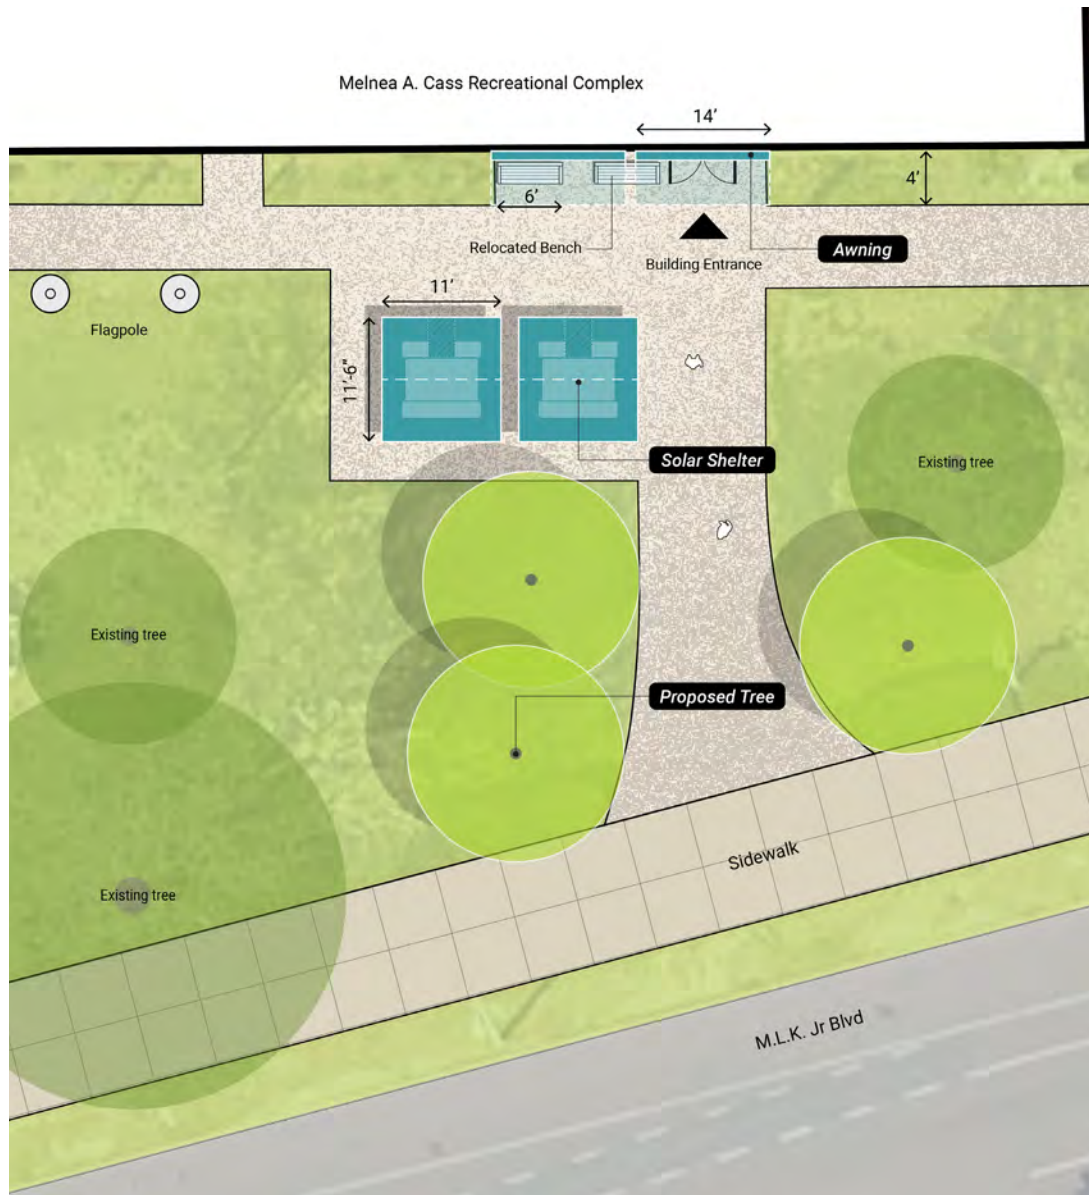 Melnea A. Cass Recreational Complex
14’
4’
6’
Relocated Bench
Building Entrance
Awning
11’
Flagpole
11’-6”
Solar Shelter
Existing tree
Existing tree
Proposed Tree
Sidewalk
Existing tree
M.L.K. Jr Blvd